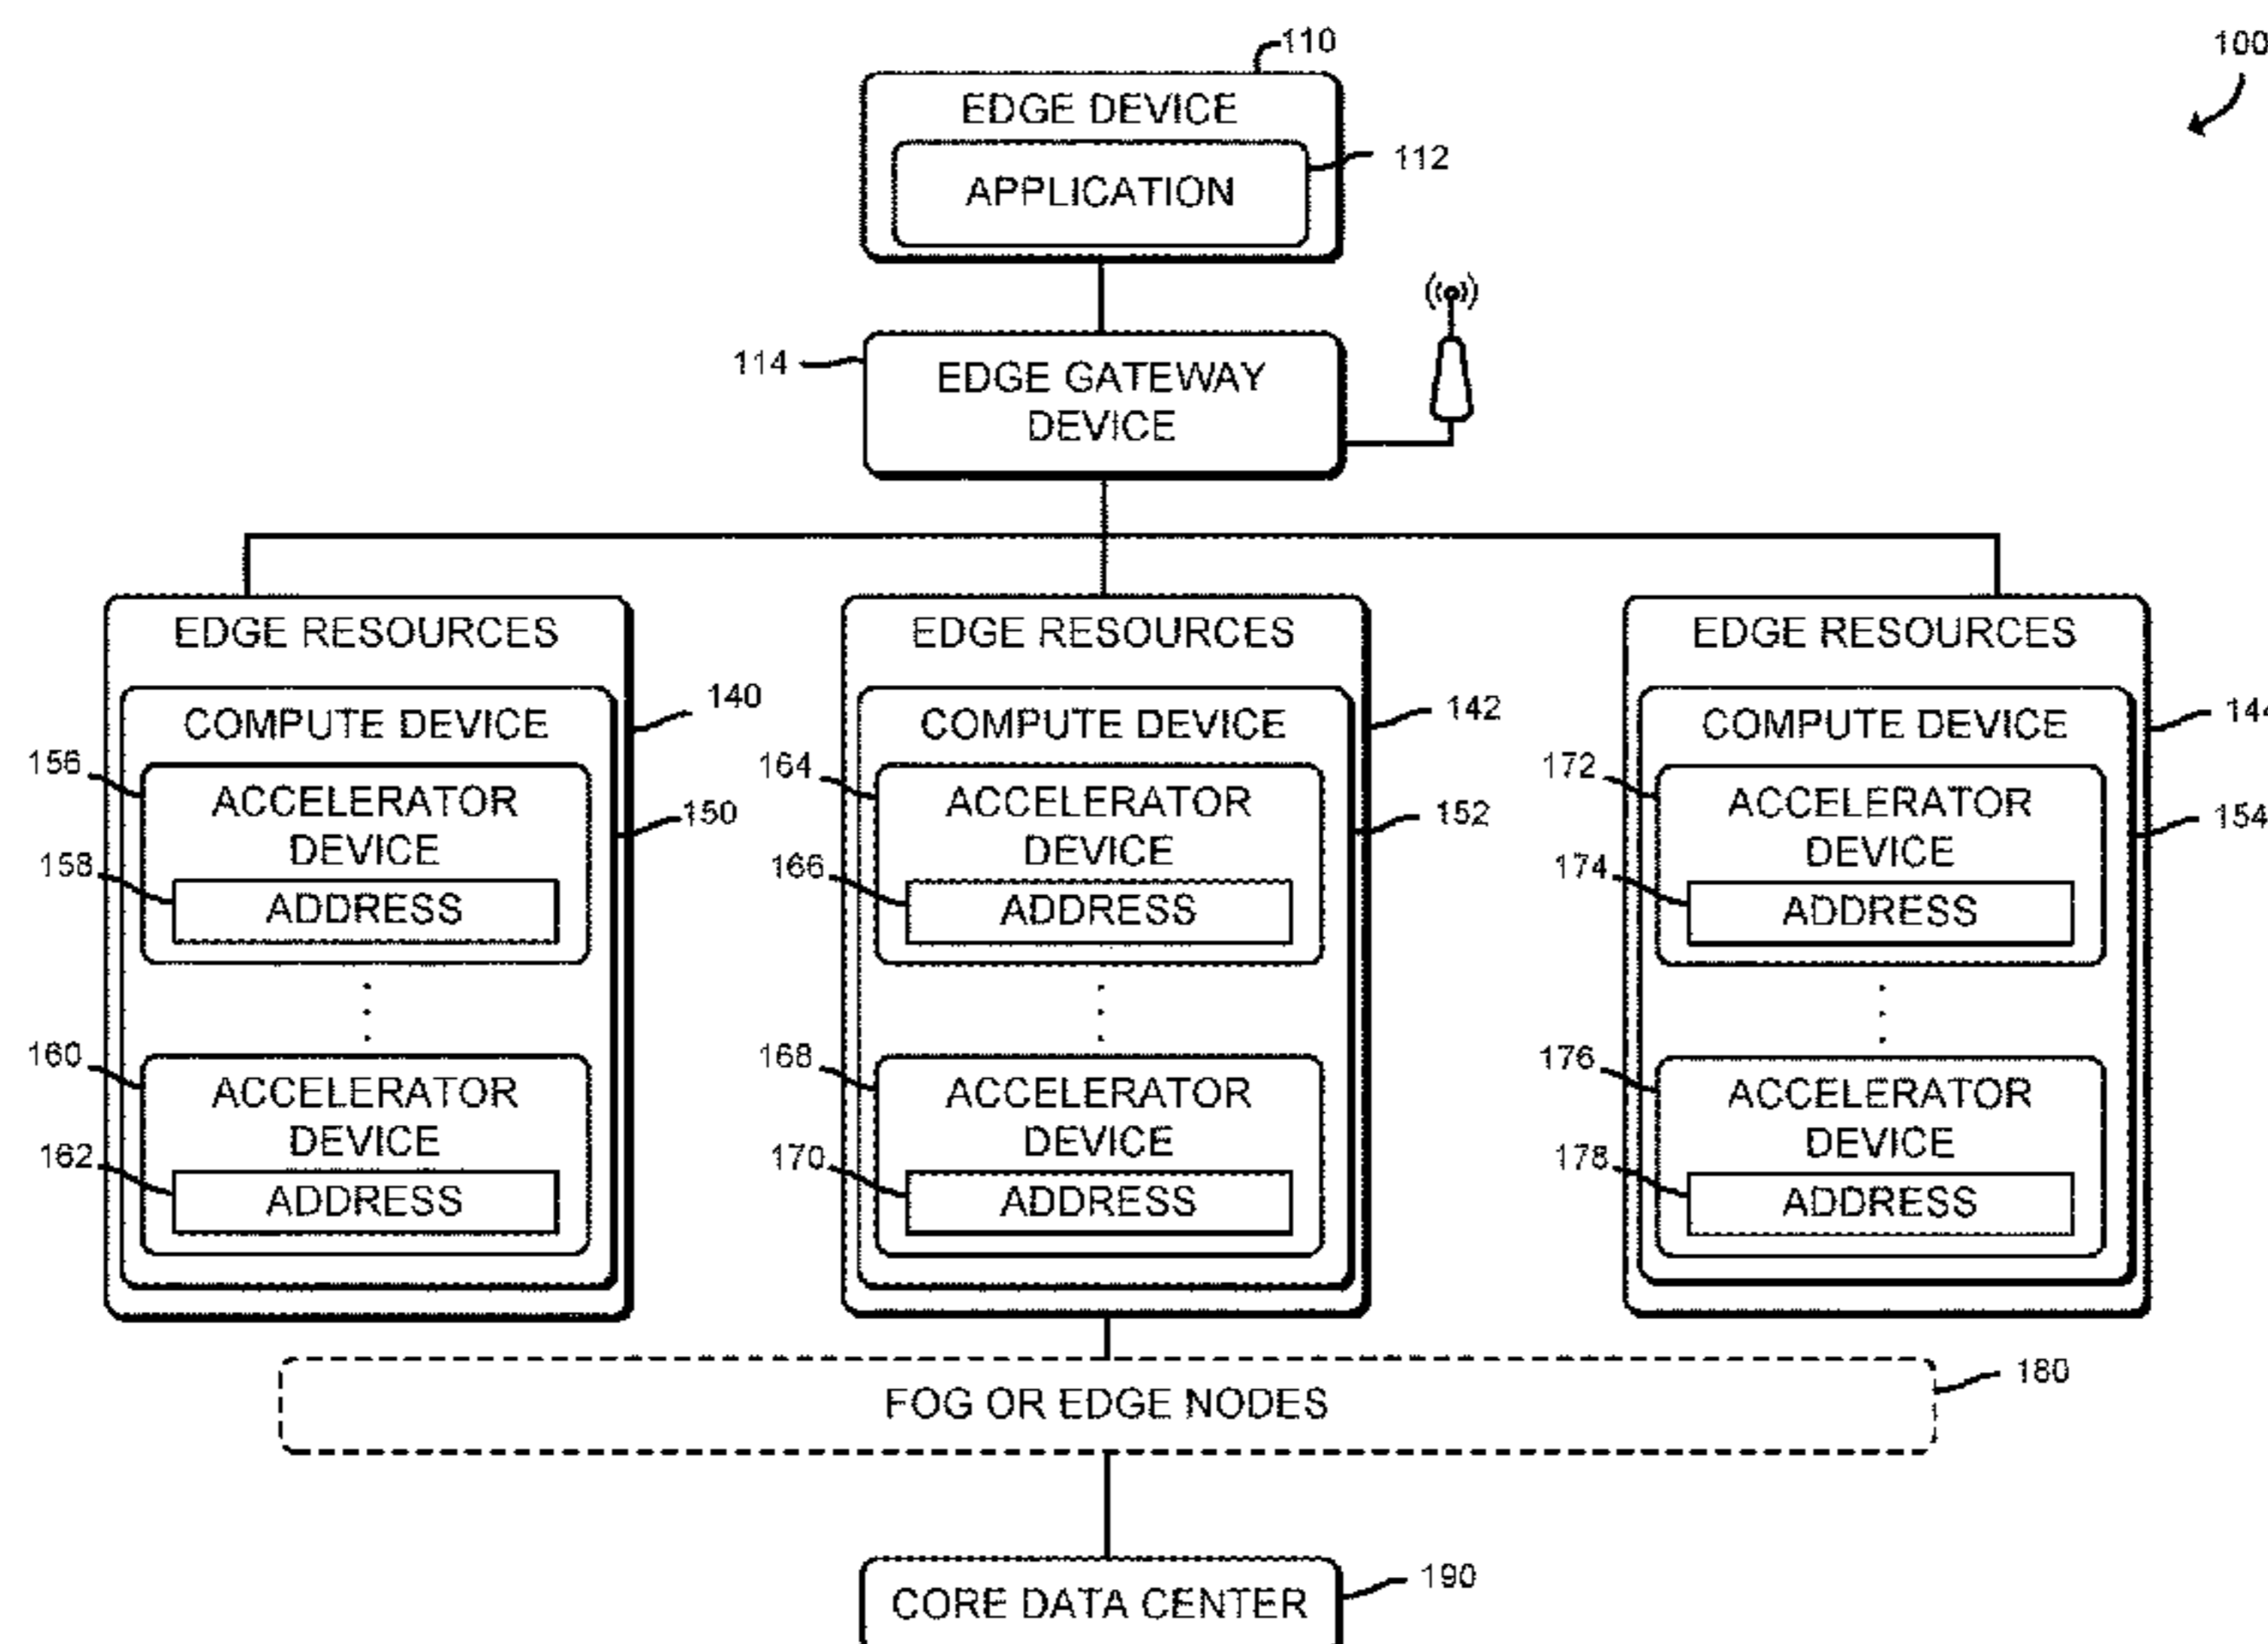 110
100
EDGE DEVICE
112
APPLICATION
114
EDGE GATEWAY
DEVICE
EDGE RESOURCES
140
COMPUTE DEVICE
156
ACCELERATOR
DEVICE
150
158
ADDRESS
160
ACCELERATOR
DEVICE
162
ADDRESS
EDGE RESOURCES
142
COMPUTE DEVICE
164
ACCELERATOR
DEVICE
152
166
ADDRESS
168
ACCELERATOR
DEVICE
170
ADDRESS
EDGE RESOURCES
144
COMPUTE DEVICE
172
ACCELERATOR
DEVICE
154
174
ADDRESS
176
ACCELERATOR
DEVICE
178
ADDRESS
FOG OR EDGE NODES
180
CORE DATA CENTER
190